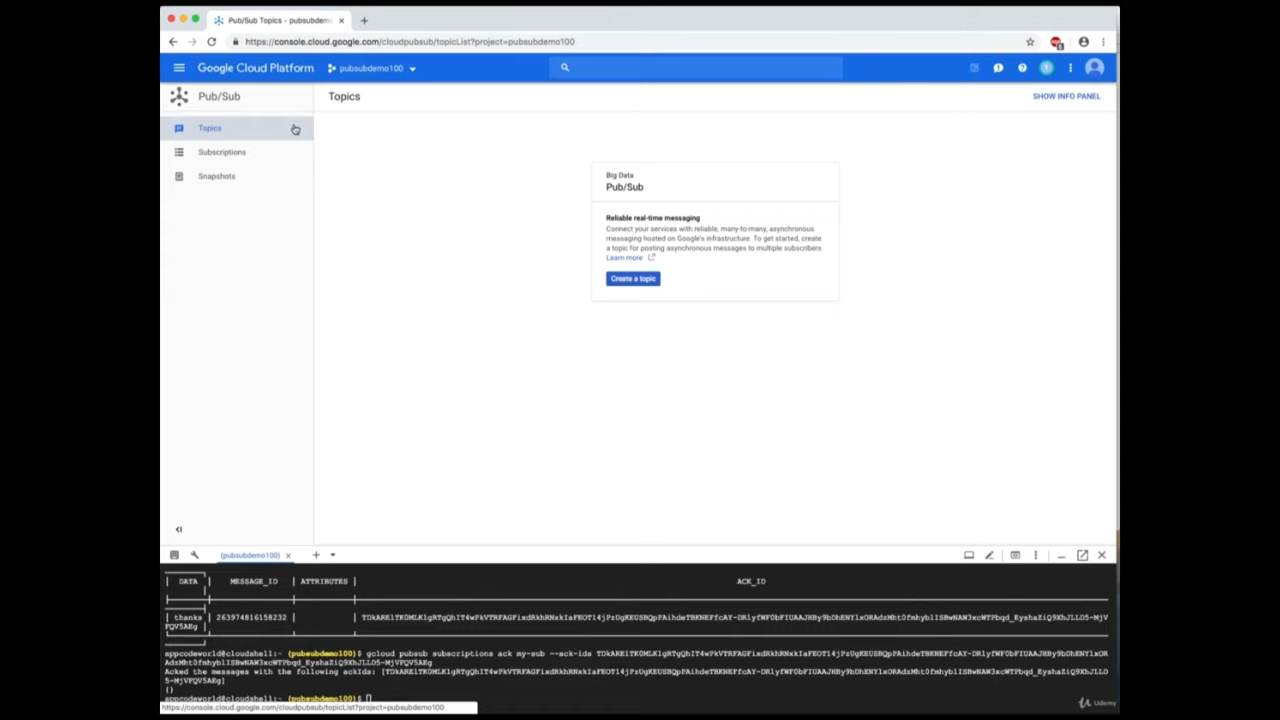 Pub/Sub Topics - pubsubdemo
https://console.cloud.google.com/cloudpubsub/topicList?project=pubsubdemo100
Google Cloud Platform
pubsubdemo100
Pub/Sub
Topics
SHOW INFO PANEL
Topics
Subscriptions
Snapshots
Big Data
Pub/Sub
Reliable real-time messaging
Connect your services with reliable, many-to-many, asynchronous
messaging hosted on Google's infrastructure. To get started, create
a topic for posting asynchronous messages to multiple subscribers
Learn more
Create a topic
(pubsubdemo100)
| DATA | MESSAGE_ID | ATTRIBUTES | ACK_ID
| thanks | 263974816158232 |
appcodeworld@cloudshell:~ (pubsubdemo100)$ gcloud pubsub subscriptions ack my-sub --ack-ids
Acked the messages with the following ackIds:
{}
appcodeworld@cloudshell:~ (pubsubdemo100)$
https://console.cloud.google.com/cloudpubsub/topicList?project=pubsubdemo100
Udemy